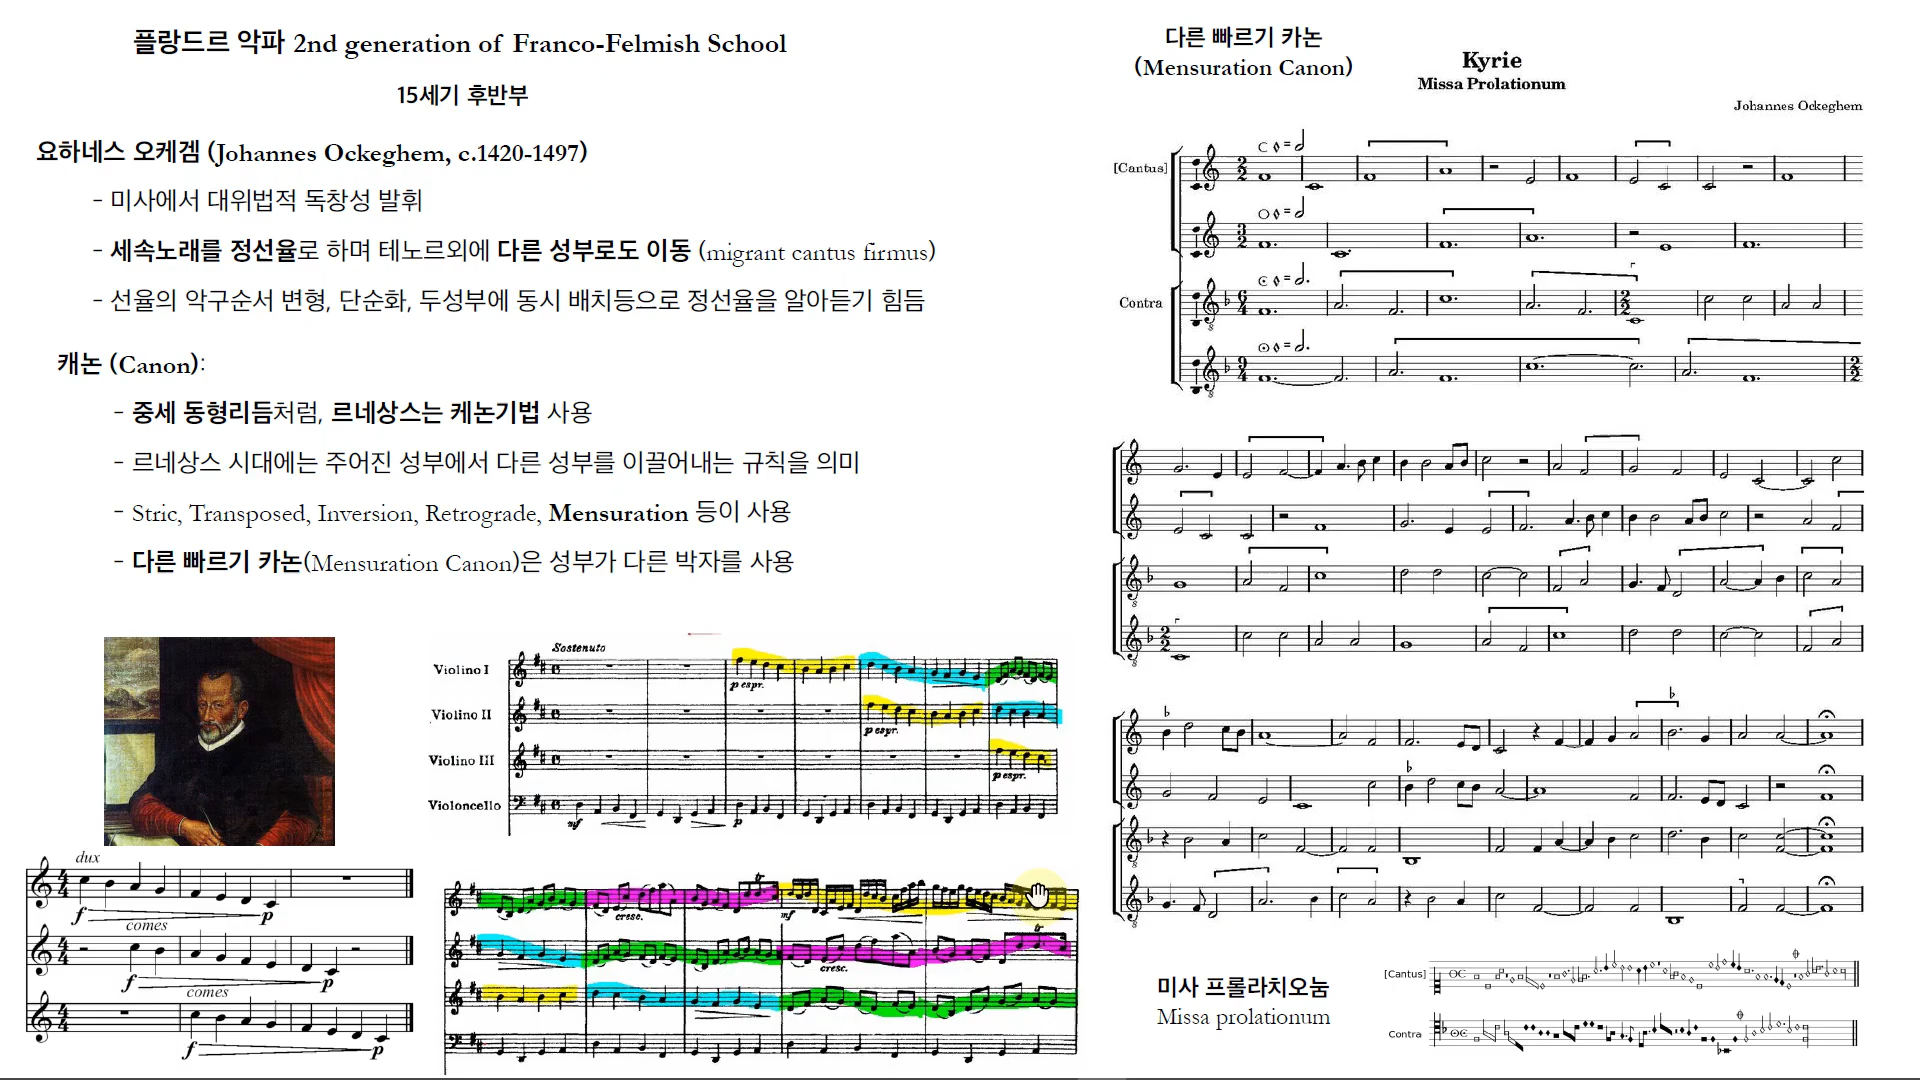 플랑드르 악파 2nd generation of Franco-Felmish School
15세기 후반부
요하네스 오케겜 (Johannes Ockeghem, c.1420-1497)
- 미사에서 대위법적 독창성 발휘
- 세속노래를 정선율로 하며 테노르외에 다른 성부로도 이동 (migrant cantus firmus)
- 선율의 악구순서 변형, 단순화, 두성부에 동시 배치등으로 정선율을 알아듣기 힘듬
캐논 (Canon):
- 중세 동형리듬처럼, 르네상스는 케논기법 사용
- 르네상스 시대에는 주어진 성부에서 다른 성부를 이끌어내는 규칙을 의미
- Stric, Transposed, Inversion, Retrograde, Mensuration 등이 사용
- 다른 빠르기 카논(Mensuration Canon)은 성부가 다른 박자를 사용
dux
f p
comes
f p
comes
f p
Sostenuto
Violino I
p espr.
Violino II
p espr.
Violino III
p espr.
Violoncello
mf p
tr
cresc. mf
tr
cresc.
다른 빠르기 카논
(Mensuration Canon)
Kyrie
Missa Prolationum
Johannes Ockeghem
[Cantus]
Contra
미사 프롤라치오눔
Missa prolationum
[Cantus]
Contra